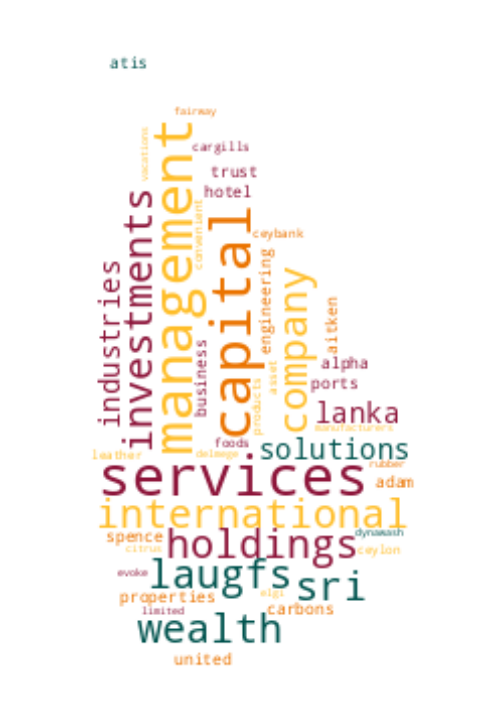 atis
fairway
vacations
management
cargills
trust
hotel
investments
convenient
capital
ceybank
engineering
industries
company
aitken
business
asset
alpha
products
ports
lanka
manufacturers
foods
solutions
leather
delmege
services
rubber
adam
international
spence
holdings
dynawash
citrus
ceylon
evoke
laugfs
sri
properties
elgi
limited
carbons
wealth
united